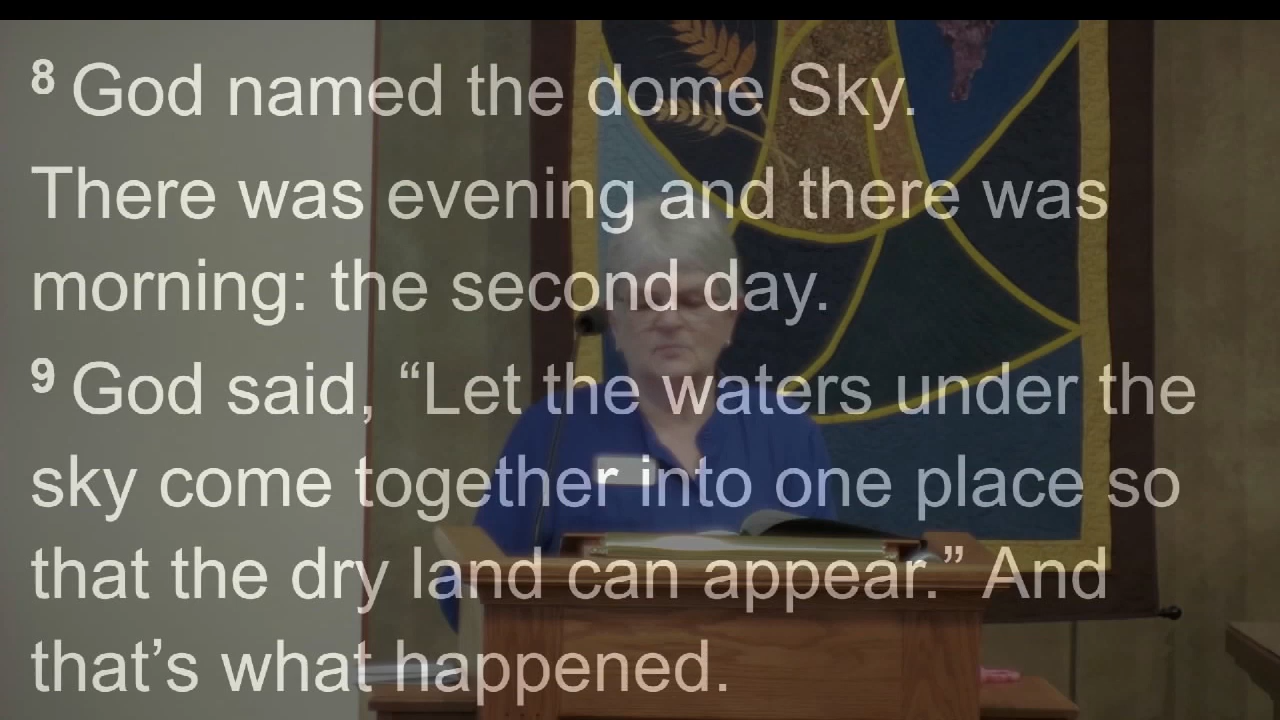 8 God named the dome Sky.
There was evening and there was
morning: the second day.
9 God said, “Let the waters under the
sky come together into one place so
that the dry land can appear.” And
that’s what happened.